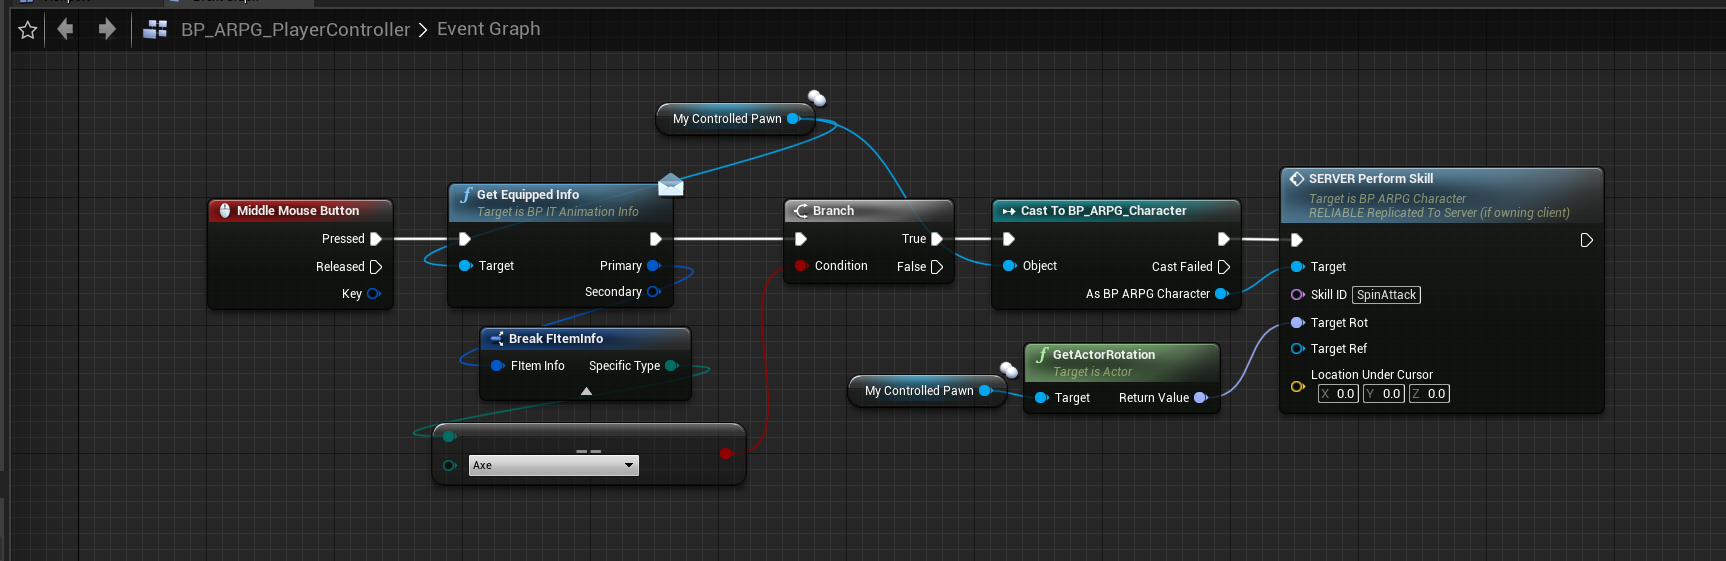 BP_ARPG_PlayerController > Event Graph
My Controlled Pawn
Middle Mouse Button
Pressed
Released
Key
Get Equipped Info
Target is BP IT Animation Info
Target
Primary
Secondary
Break FItemInfo
FItem Info
Specific Type
==
Axe
Branch
True
Condition
False
Cast To BP_ARPG_Character
Object
Cast Failed
As BP ARPG Character
My Controlled Pawn
GetActorRotation
Target is Actor
Target
Return Value
SERVER Perform Skill
Target is BP ARPG Character
RELIABLE Replicated To Server (if owning client)
Target
Skill ID SpinAttack
Target Rot
Target Ref
Location Under Cursor
X 0.0 Y 0.0 Z 0.0